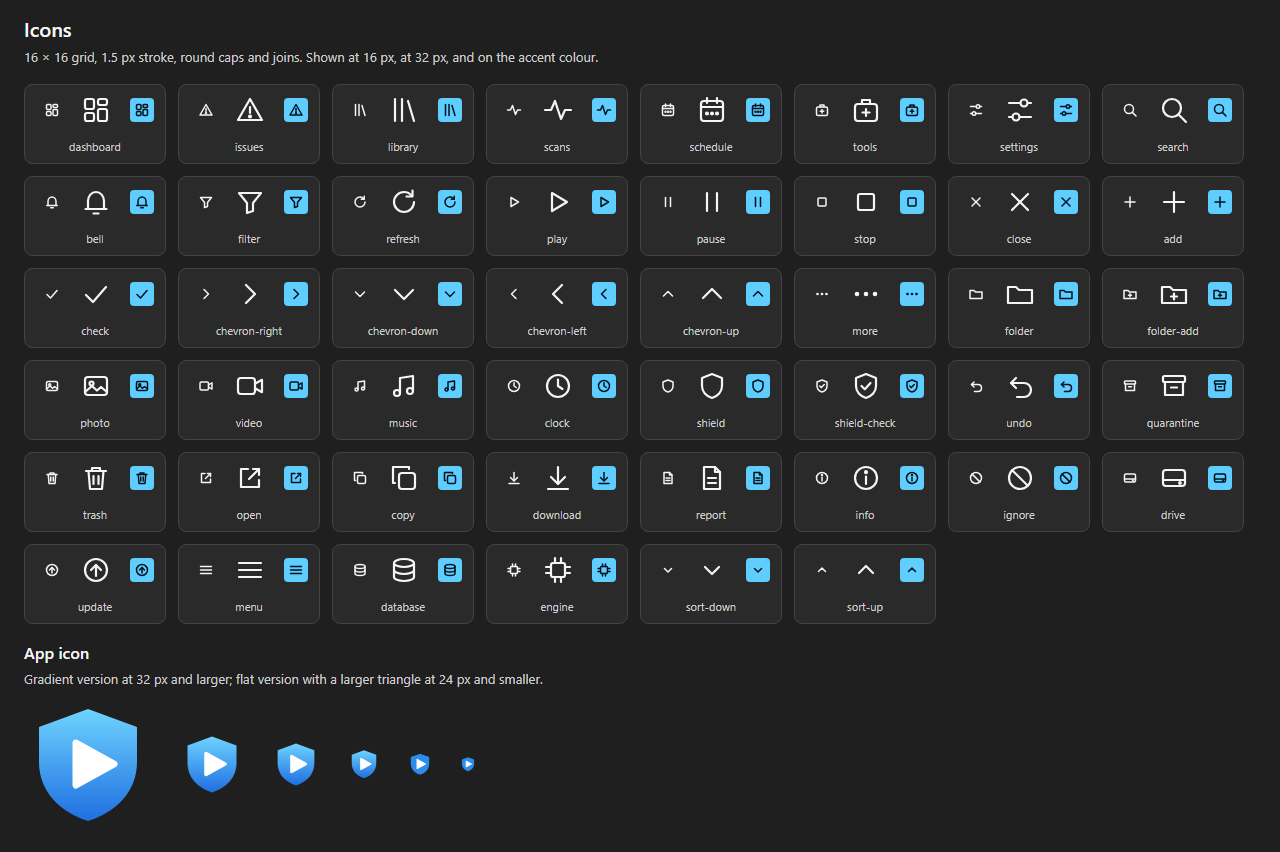 Icons
16 × 16 grid, 1.5 px stroke, round caps and joins. Shown at 16 px, at 32 px, and on the accent colour.
dashboard issues library scans schedule tools settings search
bell filter refresh play pause stop close add
check chevron-right chevron-down chevron-left chevron-up more folder folder-add
photo video music clock shield shield-check undo quarantine
trash open copy download report info ignore drive
update menu database engine sort-down sort-up
App icon
Gradient version at 32 px and larger; flat version with a larger triangle at 24 px and smaller.